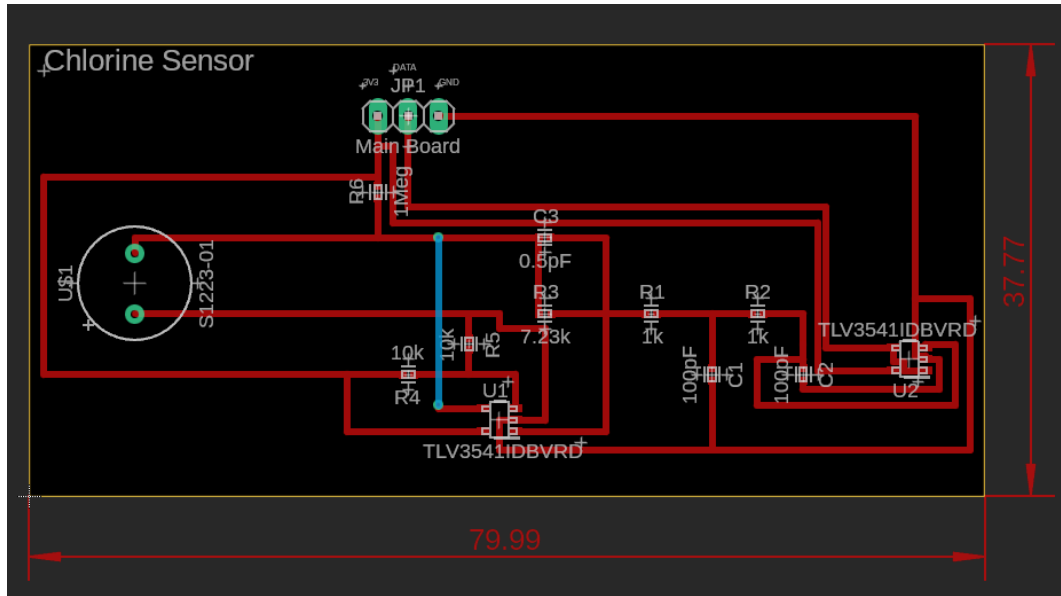 Chlorine Sensor
DATA
3V3
GND
JP1
Main Board
R6
1Meg
C3
0.5pF
U$1
S1223-01
R3
7.23k
R1
1k
R2
1k
TLV3541IDBVRD
10k
R5
10k
R4
100pF
C1
100pF
C2
U1
U2
TLV3541IDBVRD
37.77
79.99